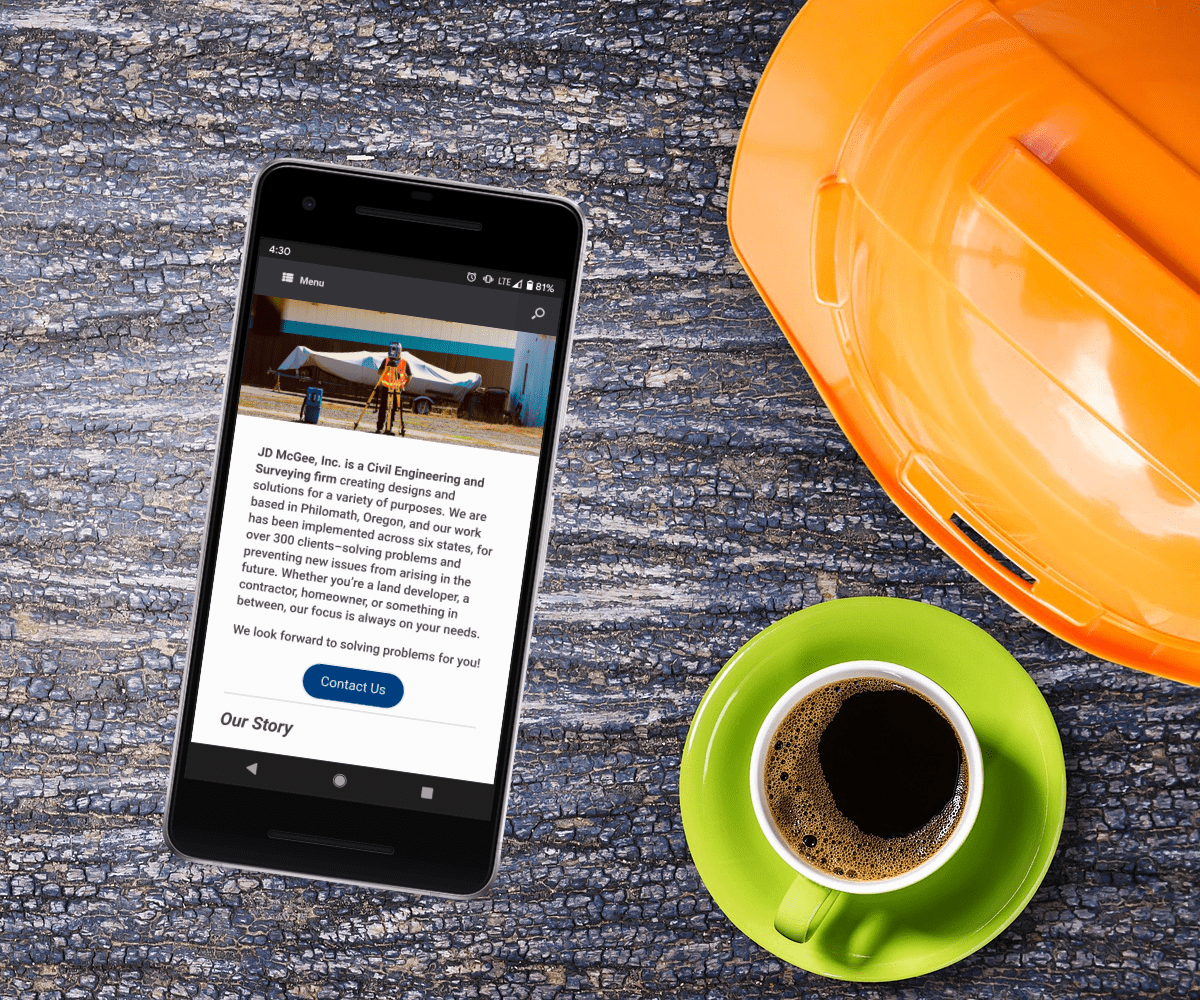 4:30
LTE 81%
Menu
JD McGee, Inc. is a Civil Engineering and
Surveying firm creating designs and
solutions for a variety of purposes. We are
based in Philomath, Oregon, and our work
has been implemented across six states, for
over 300 clients–solving problems and
preventing new issues from arising in the
future. Whether you're a land developer, a
contractor, homeowner, or something in
between, our focus is always on your needs.
We look forward to solving problems for you!
Contact Us
Our Story